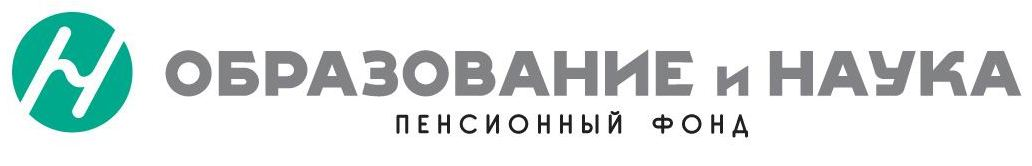 ОБРАЗОВАНИЕ и НАУКА
ПЕНСИОННЫЙ ФОНД